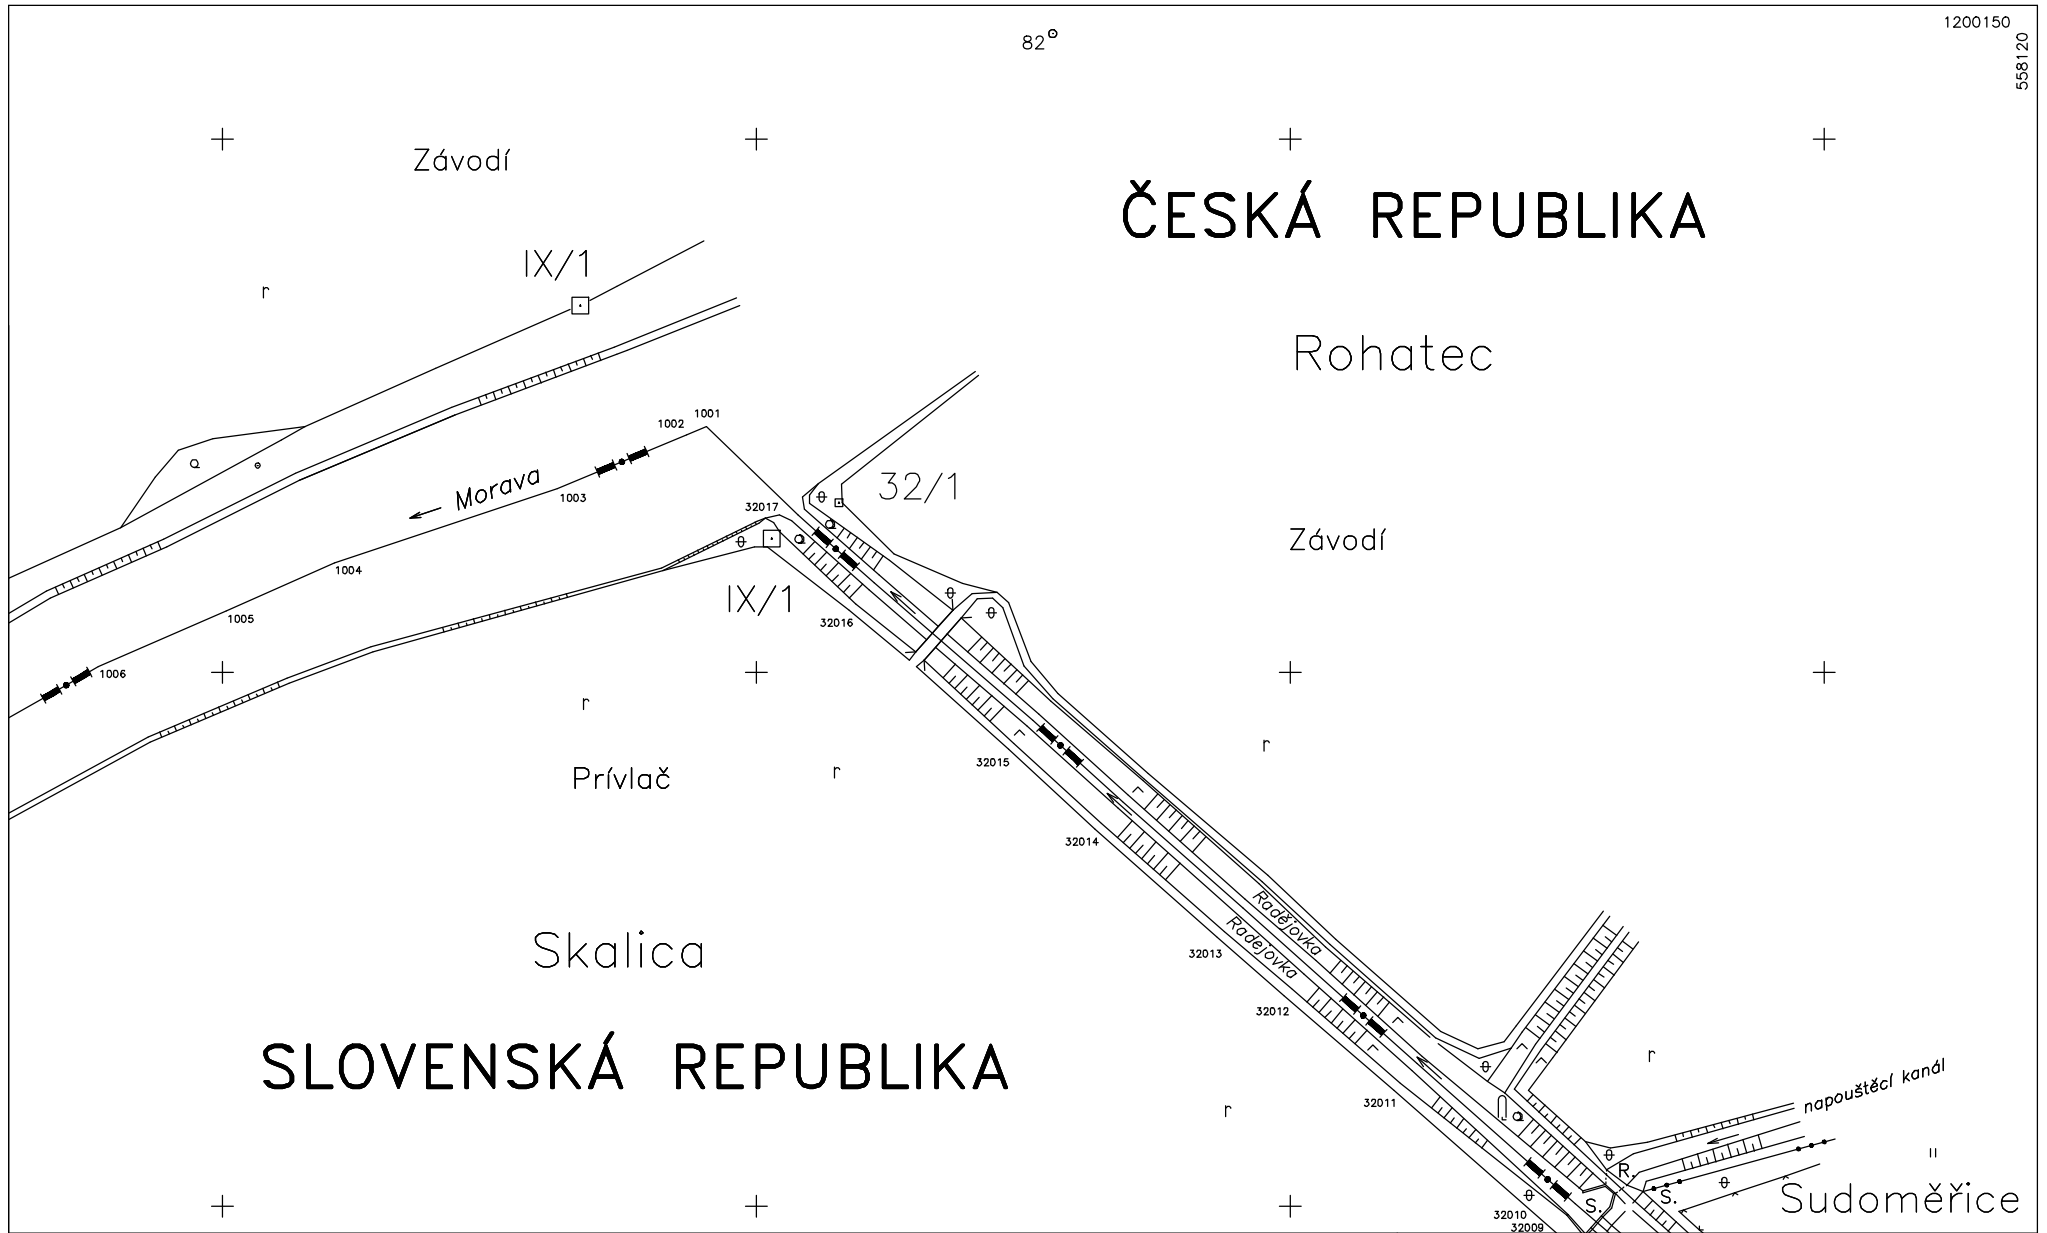 1200150
558120
82°
Závodí
ČESKÁ REPUBLIKA
IX/1
r
Rohatec
1001
1002
Morava
1003
32/1
32017
Závodí
1004
IX/1
1005
32016
1006
r
r
r
Prívlač
32015
32014
Radějovka
Radejovka
Skalica
32013
32012
SLOVENSKÁ REPUBLIKA
r
napouštěcí kanál
32011
r
R.
S.
S.
Sudoměřice
32010
32009